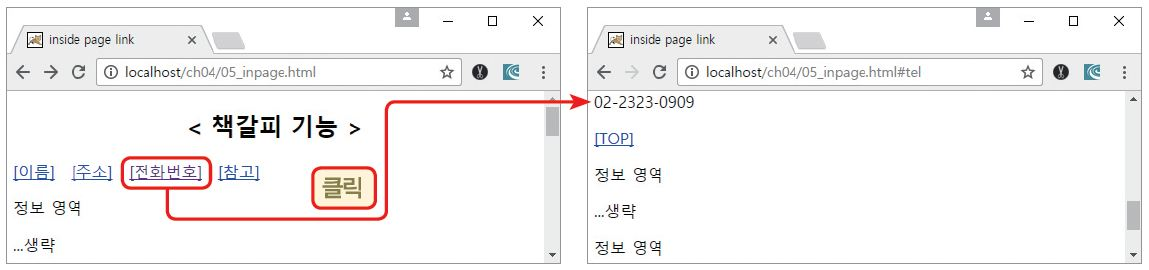 inside page link
localhost/ch04/05_inpage.html
< 책갈피 기능 >
[이름] [주소] [전화번호] [참고]
클릭
정보 영역
...생략
inside page link
localhost/ch04/05_inpage.html#tel
02-2323-0909
[TOP]
정보 영역
...생략
정보 영역